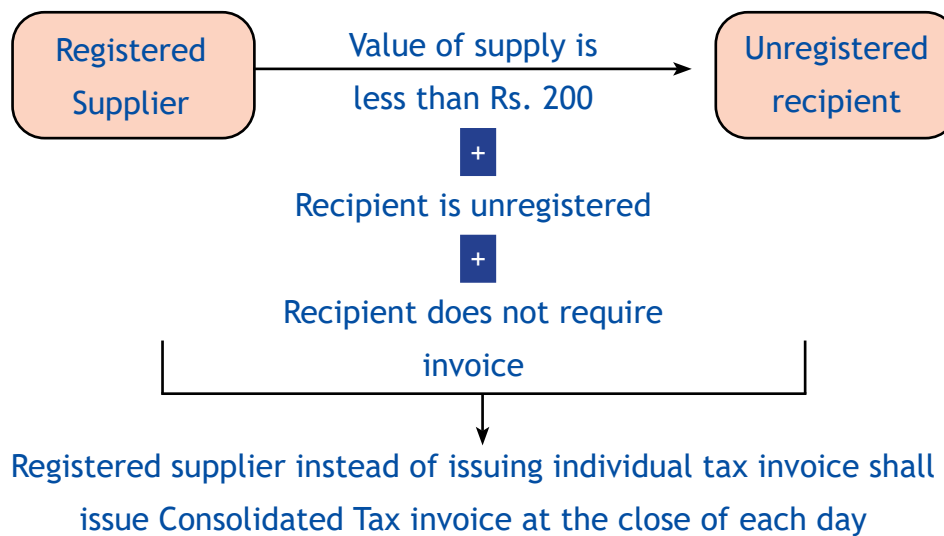 Registered
Supplier
Value of supply is
less than Rs. 200
Unregistered
recipient
+
Recipient is unregistered
+
Recipient does not require
invoice
Registered supplier instead of issuing individual tax invoice shall
issue Consolidated Tax invoice at the close of each day